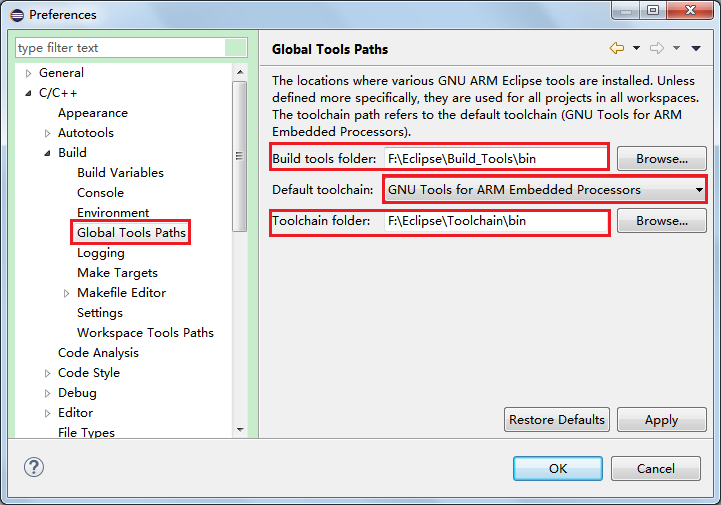 Preferences
type filter text
General
C/C++
Appearance
Autotools
Build
Build Variables
Console
Environment
Global Tools Paths
Logging
Make Targets
Makefile Editor
Settings
Workspace Tools Paths
Code Analysis
Code Style
Debug
Editor
File Types
Global Tools Paths
The locations where various GNU ARM Eclipse tools are installed. Unless
defined more specifically, they are used for all projects in all workspaces.
The toolchain path refers to the default toolchain (GNU Tools for ARM
Embedded Processors).
Build tools folder: F:\Eclipse\Build_Tools\bin Browse...
Default toolchain: GNU Tools for ARM Embedded Processors
Toolchain folder: F:\Eclipse\Toolchain\bin Browse...
Restore Defaults Apply
? OK Cancel